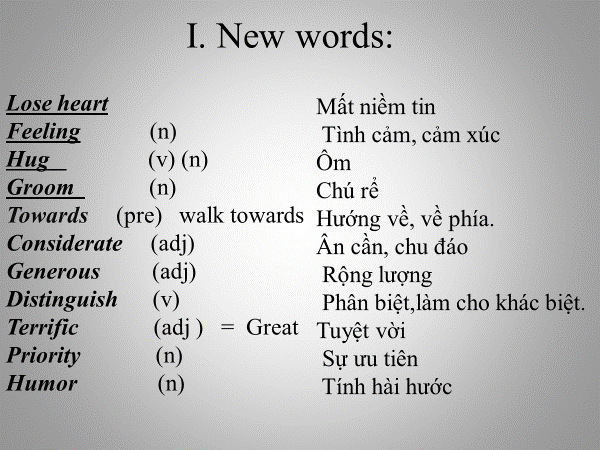 I. New words:
Lose heart Mất niềm tin
Feeling (n) Tình cảm, cảm xúc
Hug (v) (n) Ôm
Groom (n) Chú rể
Towards (pre) walk towards Hướng về, về phía.
Considerate (adj) Ân cần, chu đáo
Generous (adj) Rộng lượng
Distinguish (v) Phân biệt,làm cho khác biệt.
Terrific (adj ) = Great Tuyệt vời
Priority (n) Sự ưu tiên
Humor (n) Tính hài hước